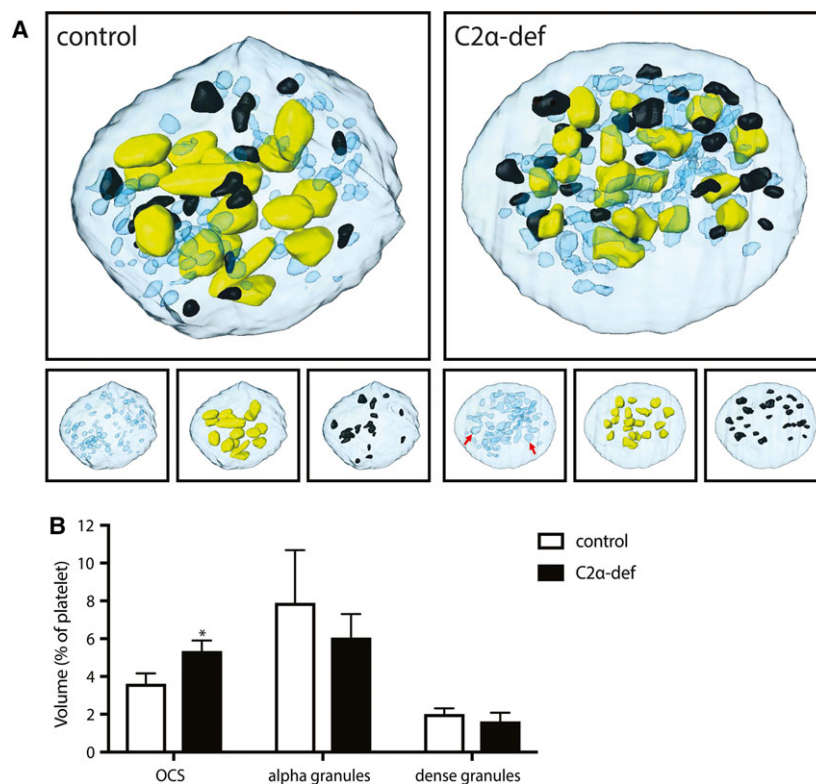 A
control
C2α-def
B
12
10
8
6
4
2
0
Volume (% of platelet)
*
control
C2α-def
OCS
alpha granules
dense granules